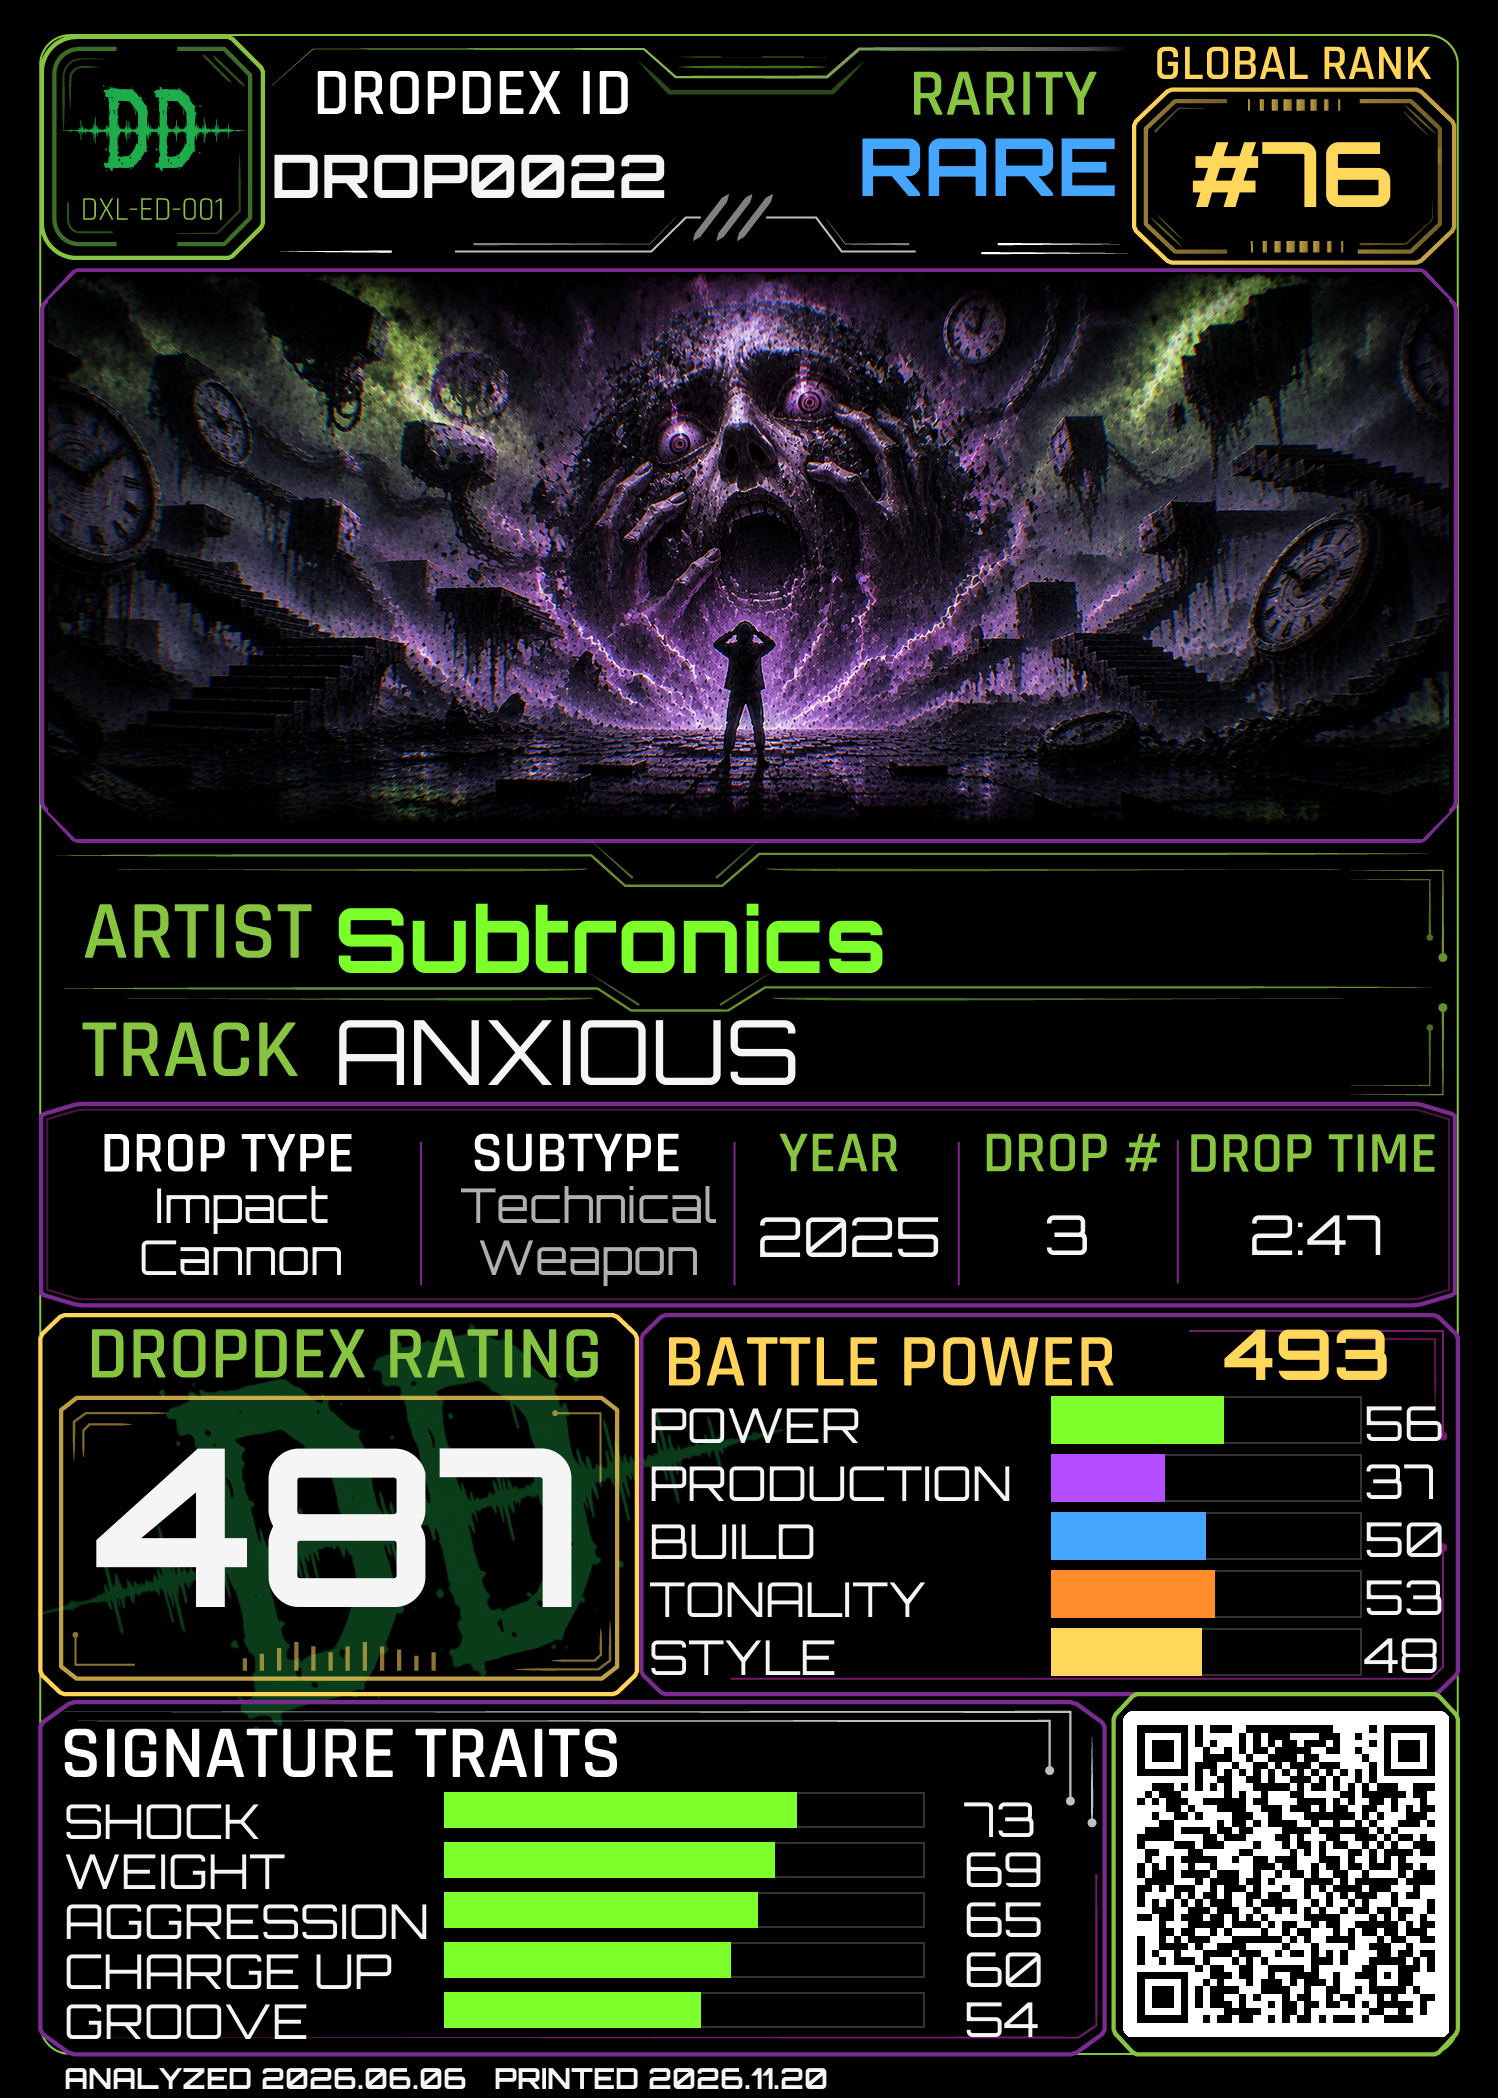 DD
DXL-ED-001
DROPDEX ID
DROP0022
RARITY
RARE
GLOBAL RANK
#76
ARTIST Subtronics
TRACK ANXIOUS
DROP TYPE
Impact
Cannon
SUBTYPE
Technical
Weapon
YEAR
2025
DROP #
3
DROP TIME
2:47
DROPDEX RATING
487
BATTLE POWER 493
POWER 56
PRODUCTION 37
BUILD 50
TONALITY 53
STYLE 48
SIGNATURE TRAITS
SHOCK 73
WEIGHT 69
AGGRESSION 65
CHARGE UP 60
GROOVE 54
ANALYZED 2026.06.06 PRINTED 2026.11.20